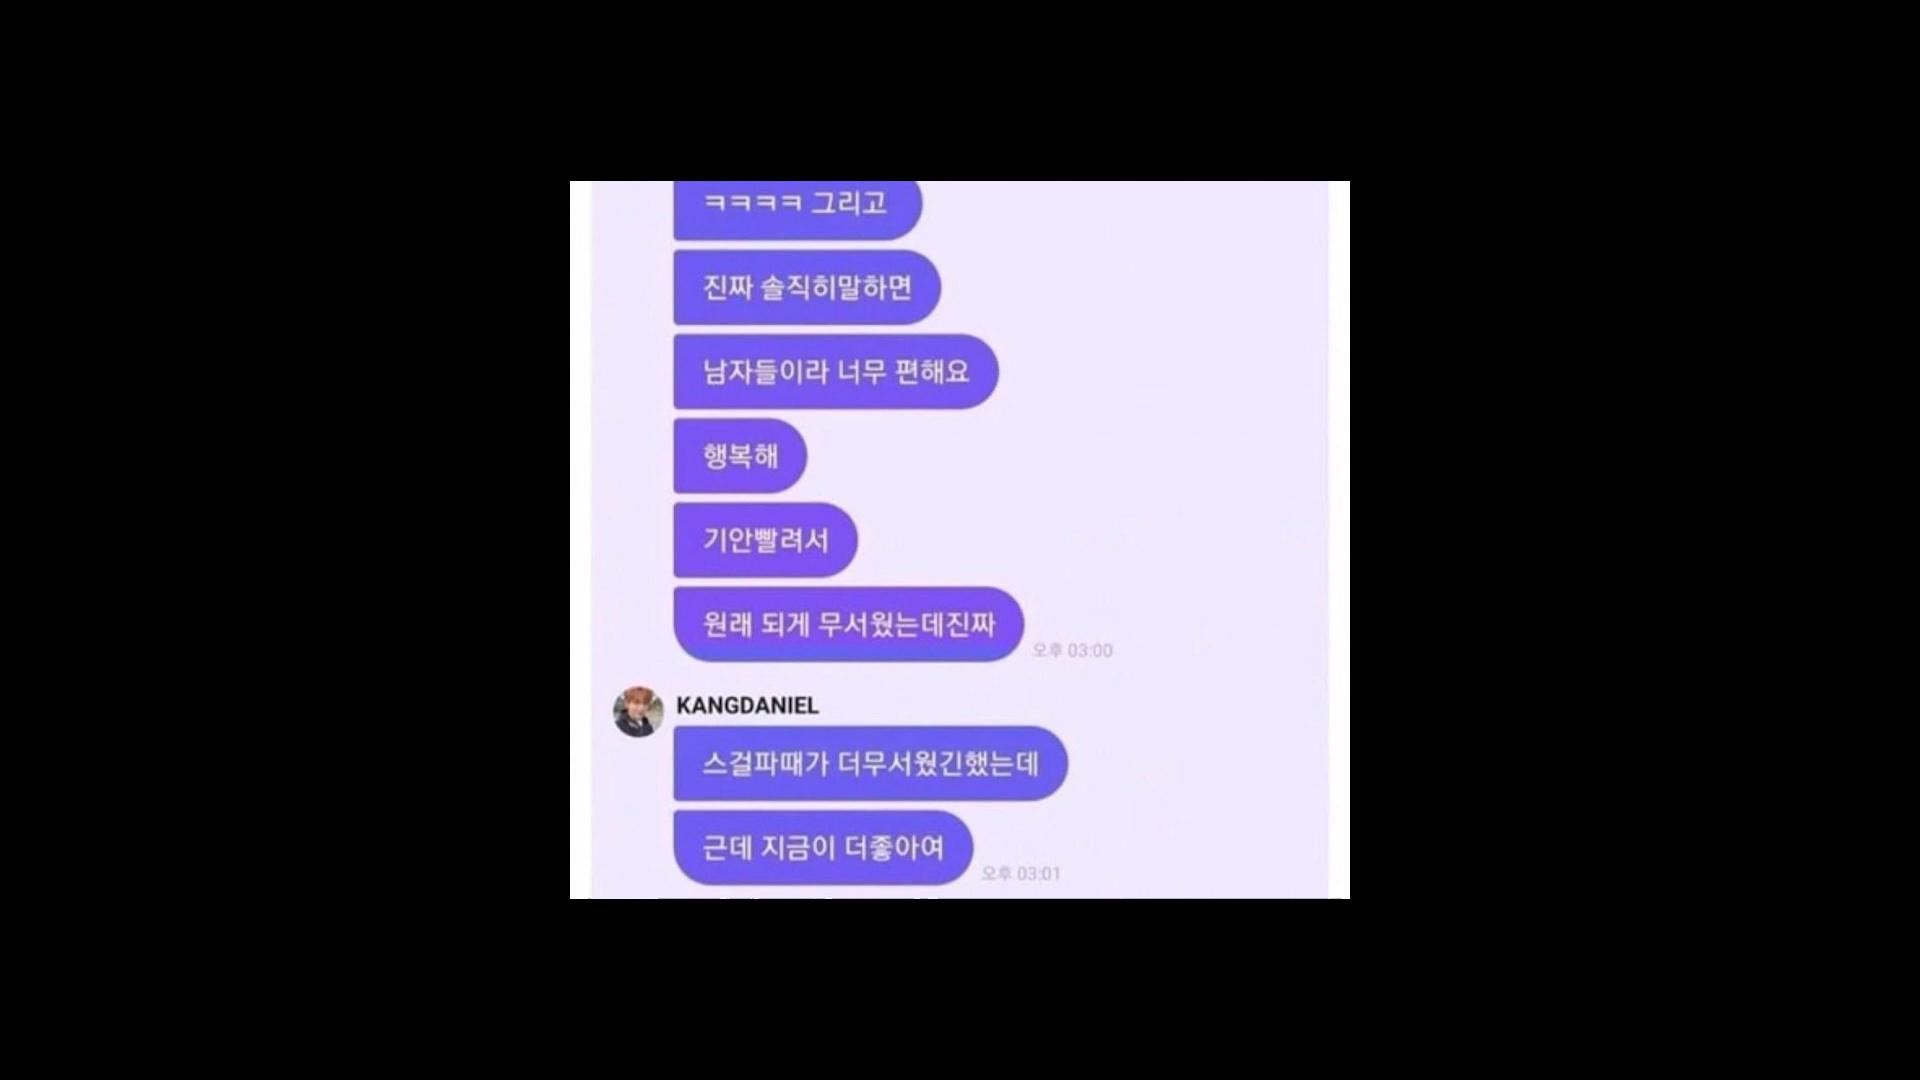 ㅋㅋㅋㅋ 그리고
진짜 솔직히말하면
남자들이라 너무 편해요
행복해
기안빨려서
원래 되게 무서웠는데진짜
오후 03:00
KANGDANIEL
스걸파때가 더무서웠긴했는데
근데 지금이 더좋아여
오후 03:01